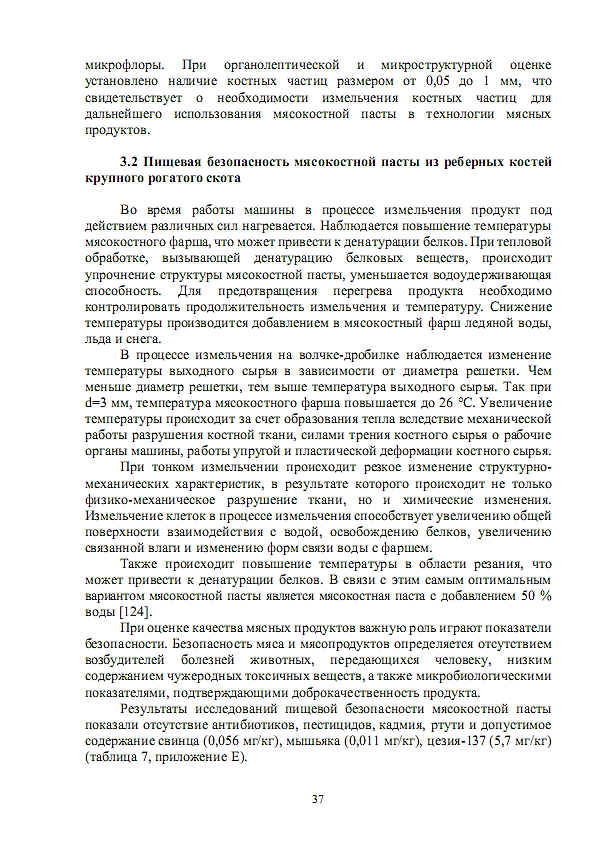 микрофлоры. При органолептической и микроструктурной оценке
установлено наличие костных частиц размером от 0,05 до 1 мм, что
свидетельствует о необходимости измельчения костных частиц для
дальнейшего использования мясокостной пасты в технологии мясных
продуктов.
3.2 Пищевая безопасность мясокостной пасты из реберных костей
крупного рогатого скота
Во время работы машины в процессе измельчения продукт под
действием различных сил нагревается. Наблюдается повышение температуры
мясокостного фарша, что может привести к денатурации белков. При тепловой
обработке, вызывающей денатурацию белковых веществ, происходит
упрочнение структуры мясокостной пасты, уменьшается водоудерживающая
способность. Для предотвращения перегрева продукта необходимо
контролировать продолжительность измельчения и температуру. Снижение
температуры производится добавлением в мясокостный фарш ледяной воды,
льда и снега.
В процессе измельчения на волчке-дробилке наблюдается изменение
температуры выходного сырья в зависимости от диаметра решетки. Чем
меньше диаметр решетки, тем выше температура выходного сырья. Так при
d=3 мм, температура мясокостного фарша повышается до 26 °С. Увеличение
температуры происходит за счет образования тепла вследствие механической
работы разрушения костной ткани, силами трения костного сырья о рабочие
органы машины, работы упругой и пластической деформации костного сырья.
При тонком измельчении происходит резкое изменение структурно-
механических характеристик, в результате которого происходит не только
физико-механическое разрушение ткани, но и химические изменения.
Измельчение клеток в процессе измельчения способствует увеличению общей
поверхности взаимодействия с водой, освобождению белков, увеличению
связанной влаги и изменению форм связи воды с фаршем.
Также происходит повышение температуры в области резания, что
может привести к денатурации белков. В связи с этим самым оптимальным
вариантом мясокостной пасты является мясокостная паста с добавлением 50 %
воды [124].
При оценке качества мясных продуктов важную роль играют показатели
безопасности. Безопасность мяса и мясопродуктов определяется отсутствием
возбудителей болезней животных, передающихся человеку, низким
содержанием чужеродных токсичных веществ, а также микробиологическими
показателями, подтверждающими доброкачественность продукта.
Результаты исследований пищевой безопасности мясокостной пасты
показали отсутствие антибиотиков, пестицидов, кадмия, ртути и допустимое
содержание свинца (0,056 мг/кг), мышьяка (0,011 мг/кг), цезия-137 (5,7 мг/кг)
(таблица 7, приложение Е).
37